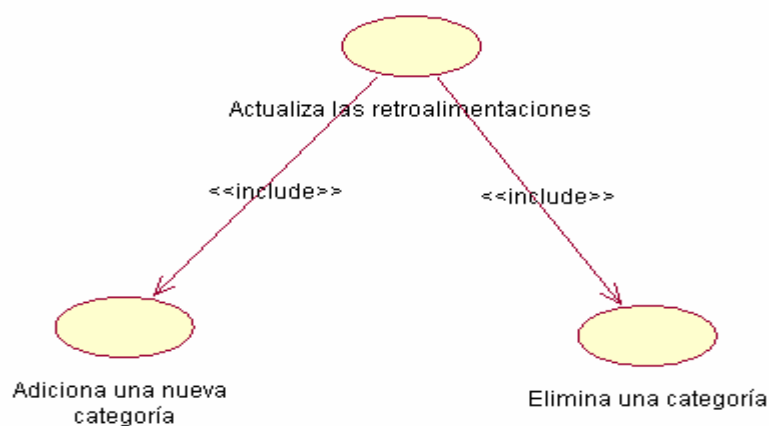 Actualiza las retroalimentaciones
<<include>>
<<include>>
Adiciona una nueva
categoría
Elimina una categoría